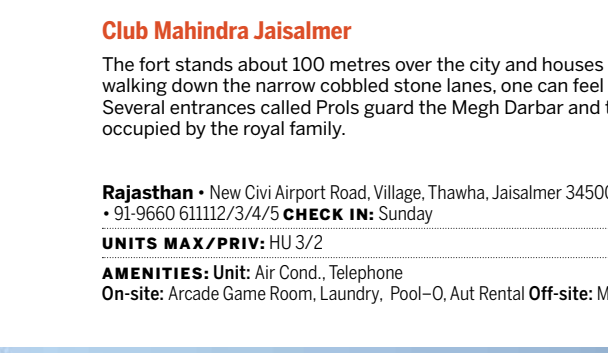 Club Mahindra Jaisalmer
The fort stands about 100 metres over the city and houses
walking down the narrow cobbled stone lanes, one can feel
Several entrances called Prols guard the Megh Darbar and
occupied by the royal family.
Rajasthan • New Civi Airport Road, Village, Thawha, Jaisalmer 34500
• 91-9660 611112/3/4/5 CHECK IN: Sunday
UNITS MAX/PRIV: HU 3/2
AMENITIES: Unit: Air Cond., Telephone
On-site: Arcade Game Room, Laundry, Pool–O, Aut Rental Off-site: